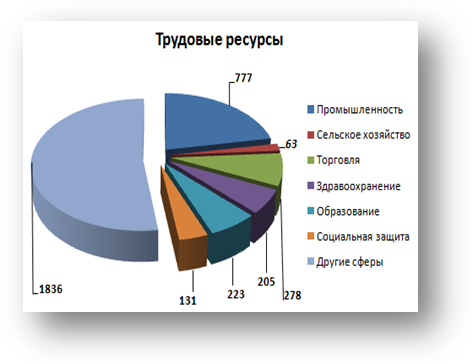 Трудовые ресурсы
777
63
278
205
223
131
1836
Промышленность
Сельское хозяйство
Торговля
Здравоохранение
Образование
Социальная защита
Другие сферы